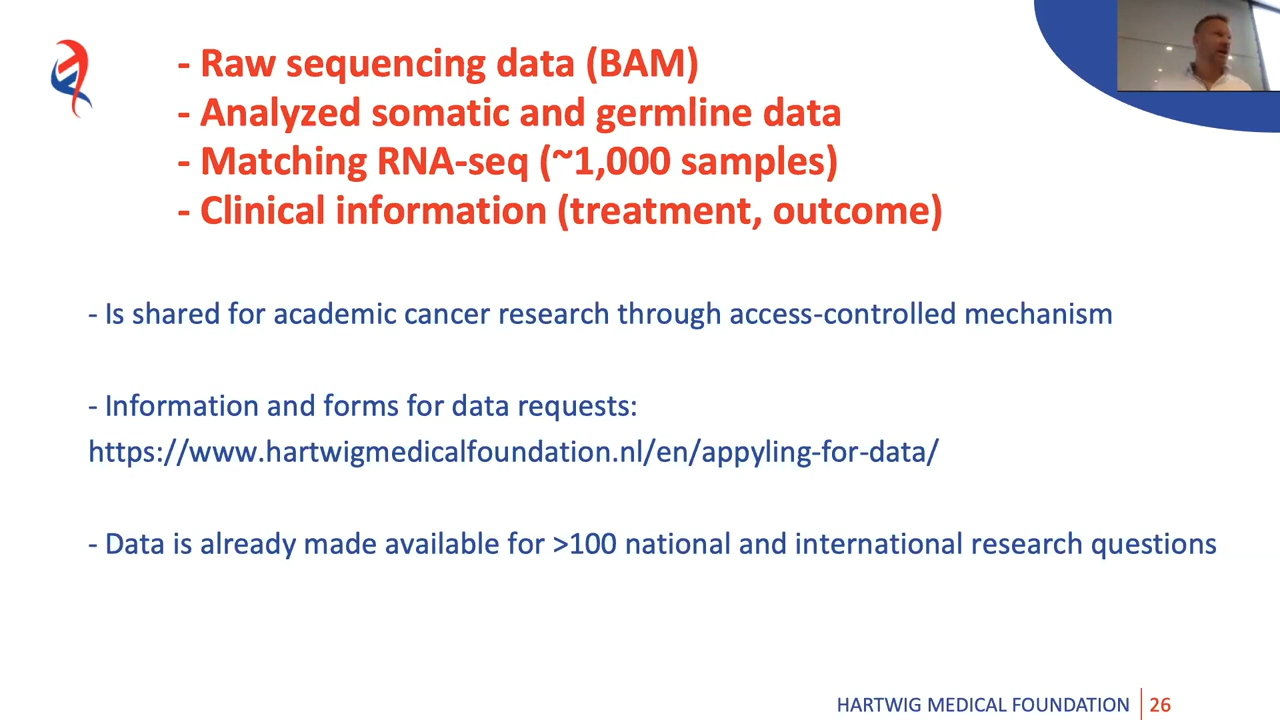 - Raw sequencing data (BAM)
- Analyzed somatic and germline data
- Matching RNA-seq (~1,000 samples)
- Clinical information (treatment, outcome)
- Is shared for academic cancer research through access-controlled mechanism
- Information and forms for data requests:
https://www.hartwigmedicalfoundation.nl/en/appyling-for-data/
- Data is already made available for >100 national and international research questions
HARTWIG MEDICAL FOUNDATION 26